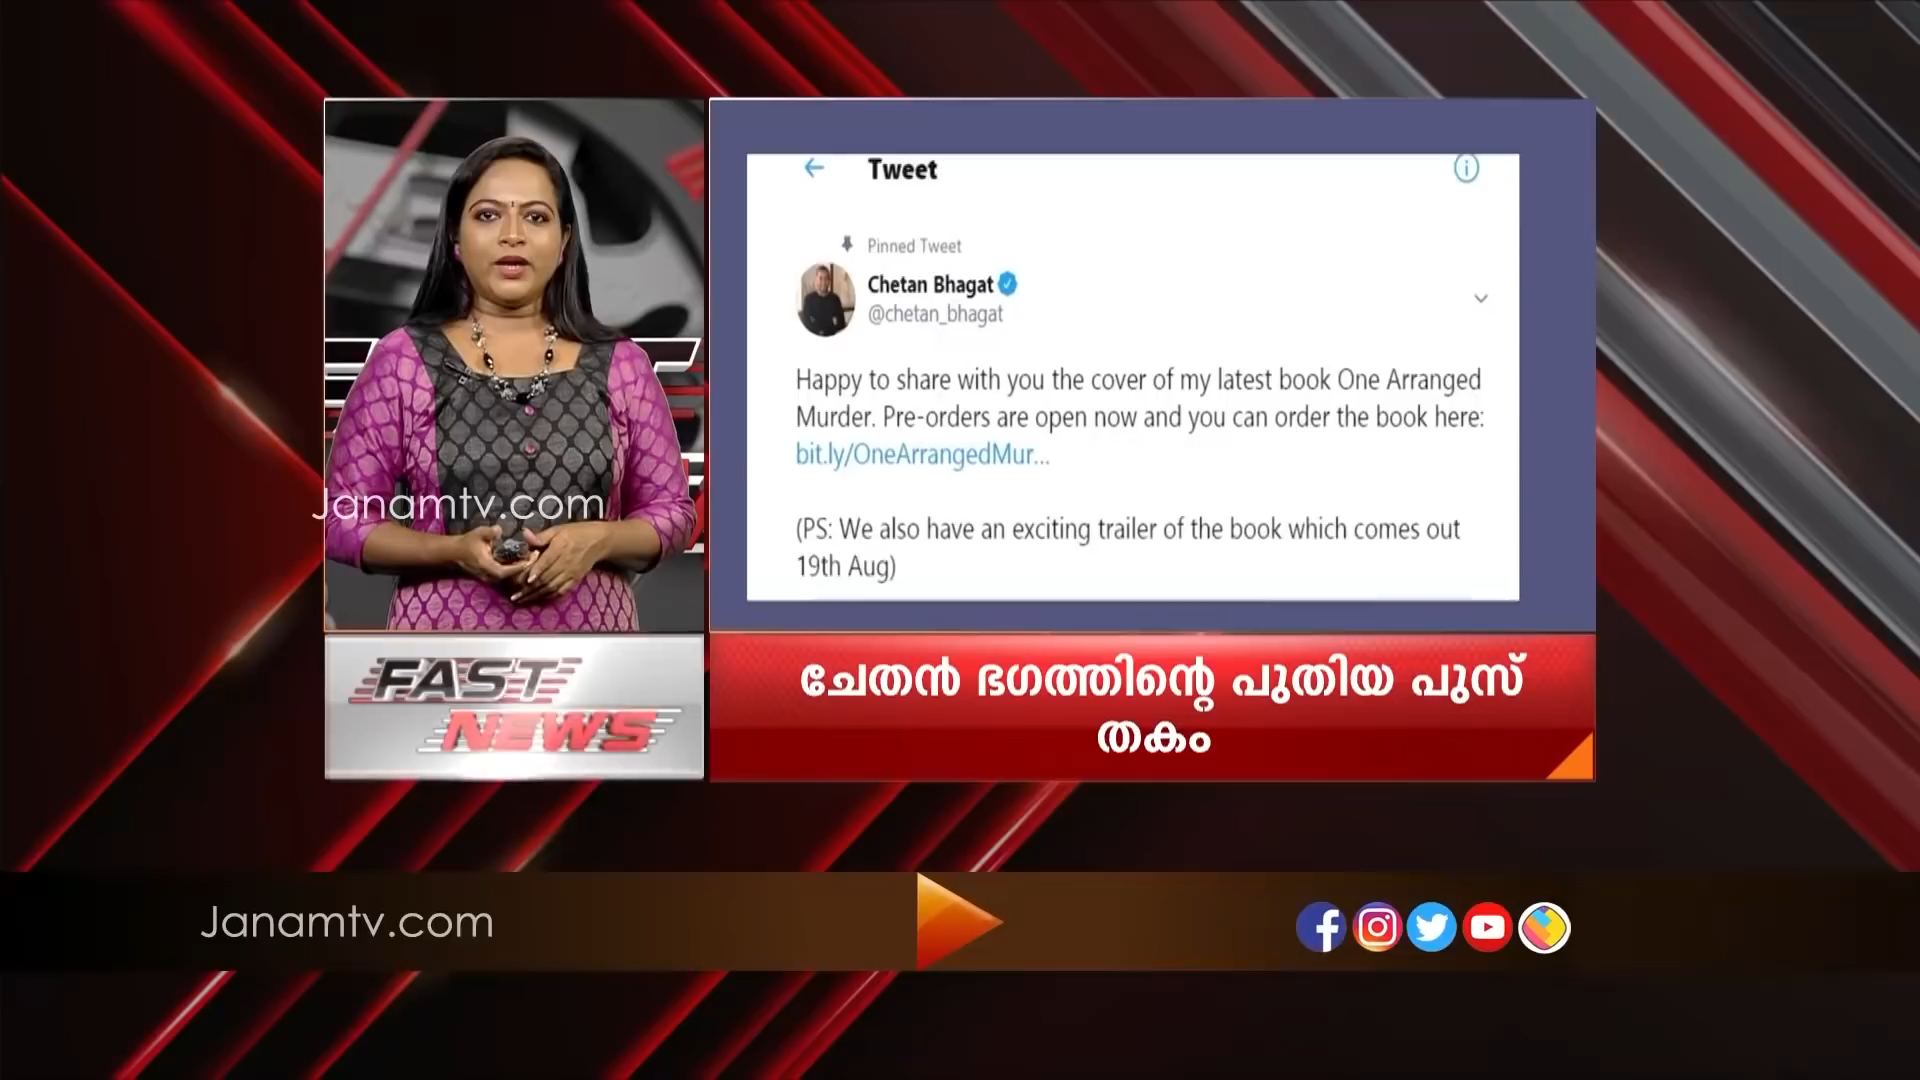 Tweet
Pinned Tweet
Chetan Bhagat
@chetan_bhagat
Happy to share with you the cover of my latest book One Arranged
Murder. Pre-orders are open now and you can order the book here:
bit.ly/OneArrangedMur...
(PS: We also have an exciting trailer of the book which comes out
19th Aug)
Janamtv.com
FAST
NEWS
ചേതൻ ഭഗത്തിന്റെ പുതിയ പുസ്
തകം
Janamtv.com